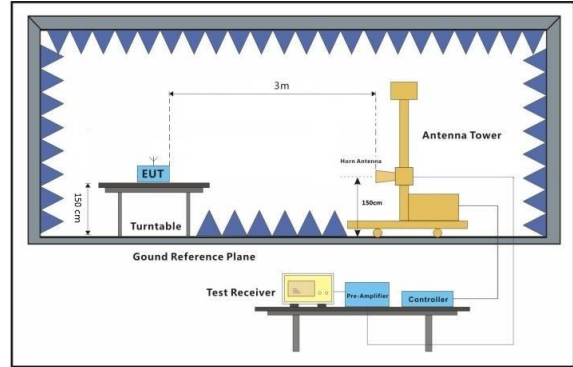 3m
Antenna Tower
Horn Antenna
EUT
150 cm
150cm
Turntable
Gound Reference Plane
Test Receiver
Pre-Amplifier
Controller